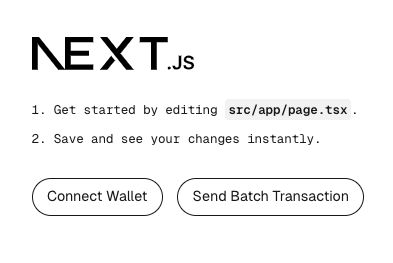 NEXT.JS
1. Get started by editing src/app/page.tsx.
2. Save and see your changes instantly.
Connect Wallet Send Batch Transaction